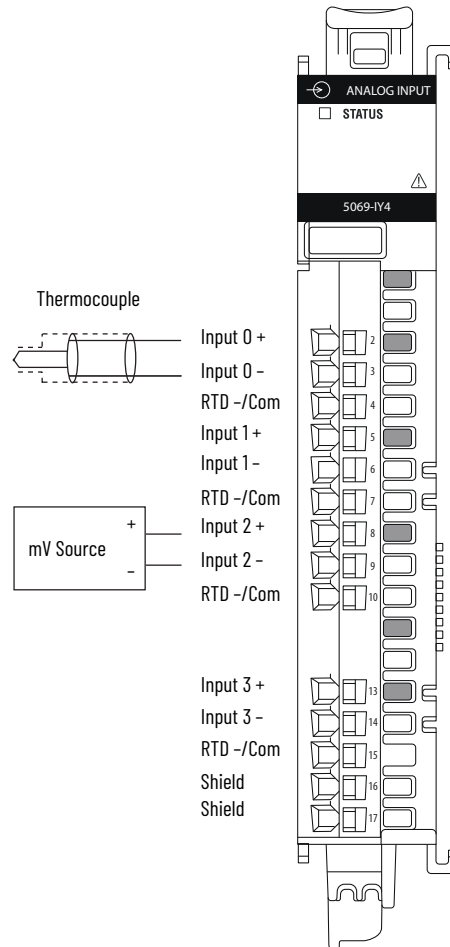 ANALOG INPUT
STATUS
5069-IY4
Thermocouple
Input 0 +
2
Input 0 –
3
RTD –/Com
4
Input 1 +
5
Input 1 –
6
RTD –/Com
7
mV Source
+
–
Input 2 +
8
Input 2 –
9
RTD –/Com
10
Input 3 +
13
Input 3 –
14
RTD –/Com
15
Shield
16
Shield
17